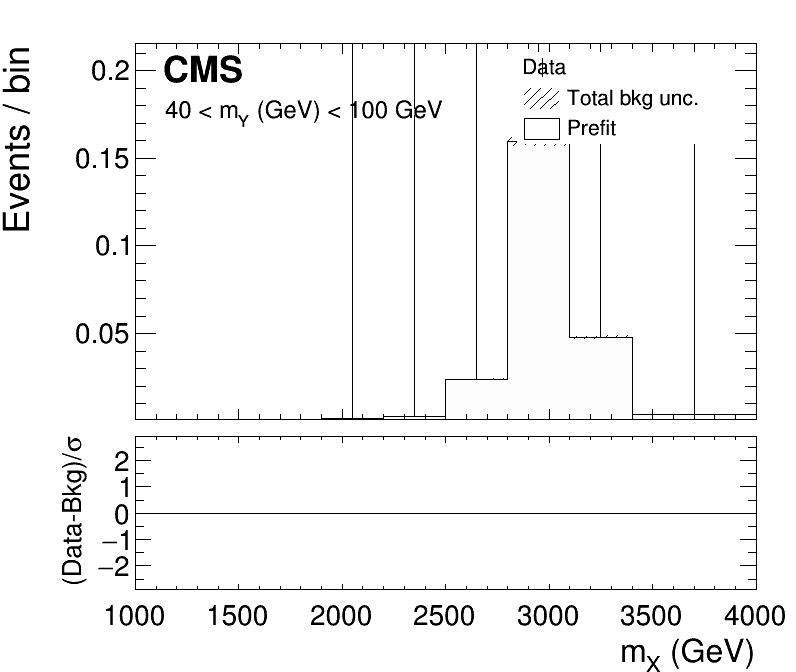 CMS
40 < mY (GeV) < 100 GeV
Data
Total bkg unc.
Prefit
Events / bin
0.2
0.15
0.1
0.05
(Data-Bkg)/σ
2
1
0
−1
−2
1000 1500 2000 2500 3000 3500 4000
mX (GeV)